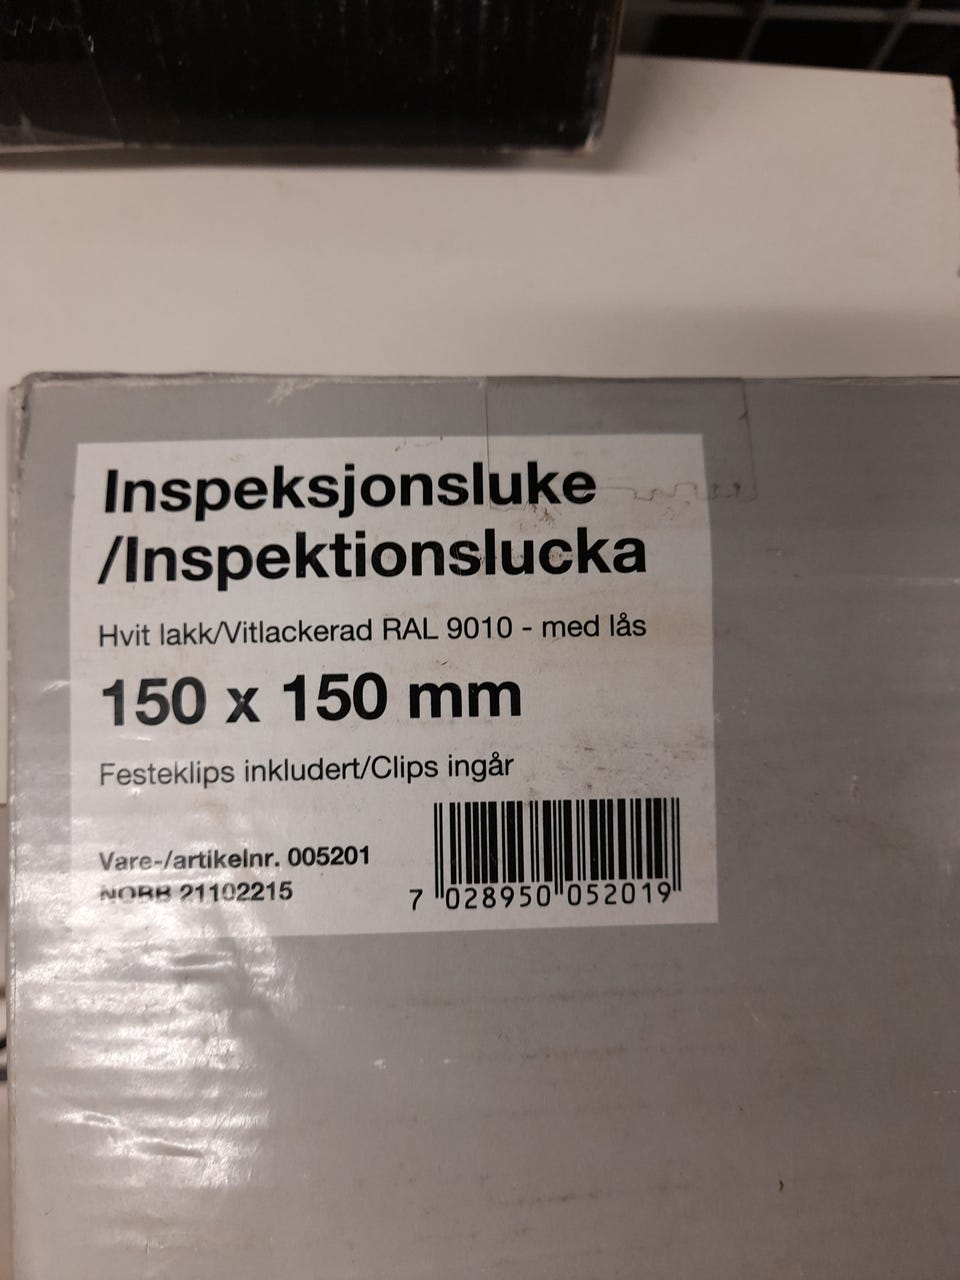 Inspeksjonsluke
/Inspektionslucka
Hvit lakk/Vitlackerad RAL 9010 - med lås
150 x 150 mm
Festeklips inkludert/Clips ingår
Vare-/artikelnr. 005201
NOBB 21102215
7 028950 052019